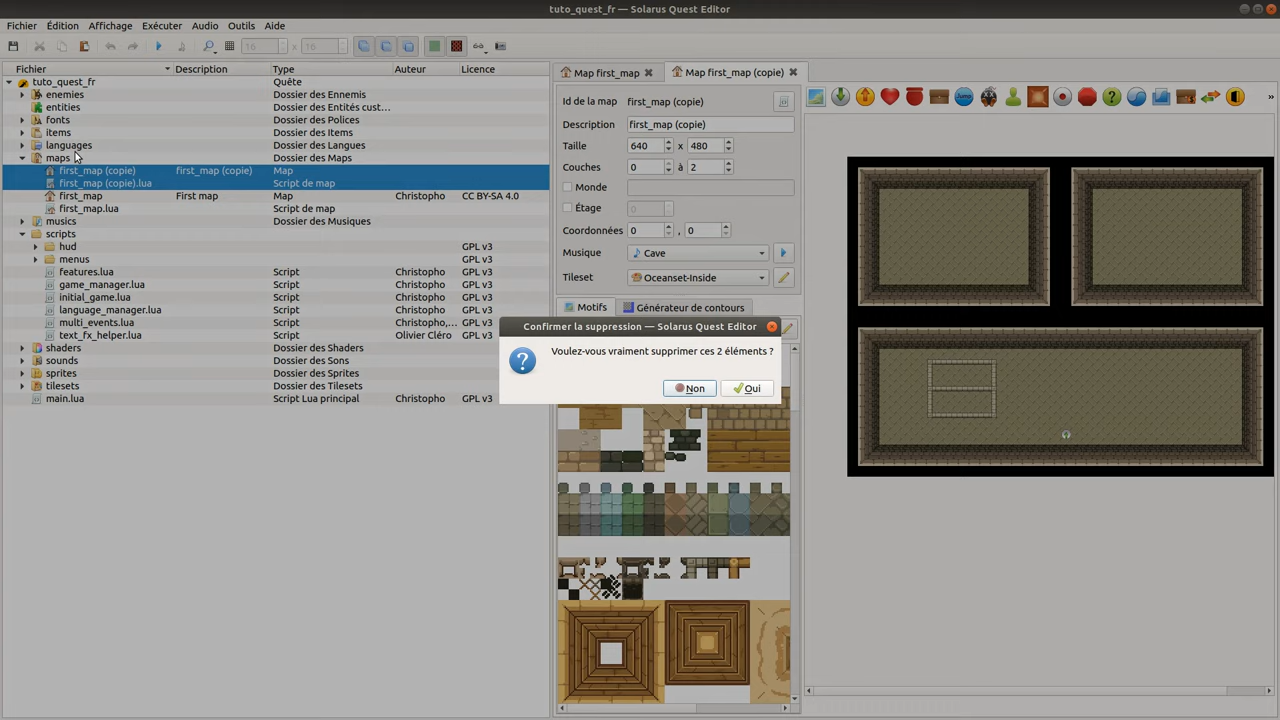 tuto_quest_fr — Solarus Quest Editor
Fichier Édition Affichage Exécuter Audio Outils Aide
16 x 16
Fichier Description Type Auteur Licence
tuto_quest_fr Quête
enemies Dossier des Ennemis
entities Dossier des Entités cust…
fonts Dossier des Polices
items Dossier des Items
languages Dossier des Langues
maps Dossier des Maps
first_map (copie) first_map (copie) Map
first_map (copie).lua Script de map
first_map First map Map Christopho CC BY-SA 4.0
first_map.lua Script de map
musics Dossier des Musiques
scripts
hud GPL v3
menus GPL v3
features.lua Script Christopho GPL v3
game_manager.lua Script Christopho GPL v3
initial_game.lua Script Christopho GPL v3
language_manager.lua Script Christopho GPL v3
multi_events.lua Script Christopho,… GPL v3
text_fx_helper.lua Script Olivier Cléro GPL v3
shaders Dossier des Shaders
sounds Dossier des Sons
sprites Dossier des Sprites
tilesets Dossier des Tilesets
main.lua Script Lua principal Christopho GPL v3
Map first_map Map first_map (copie)
Id de la map first_map (copie)
Description first_map (copie)
Taille 640 x 480
Couches 0 à 2
Monde
Étage 0
Coordonnées 0 , 0
Musique Cave
Tileset Oceanset-Inside
Motifs Générateur de contours
Confirmer la suppression — Solarus Quest Editor
Voulez-vous vraiment supprimer ces 2 éléments ?
Non Oui